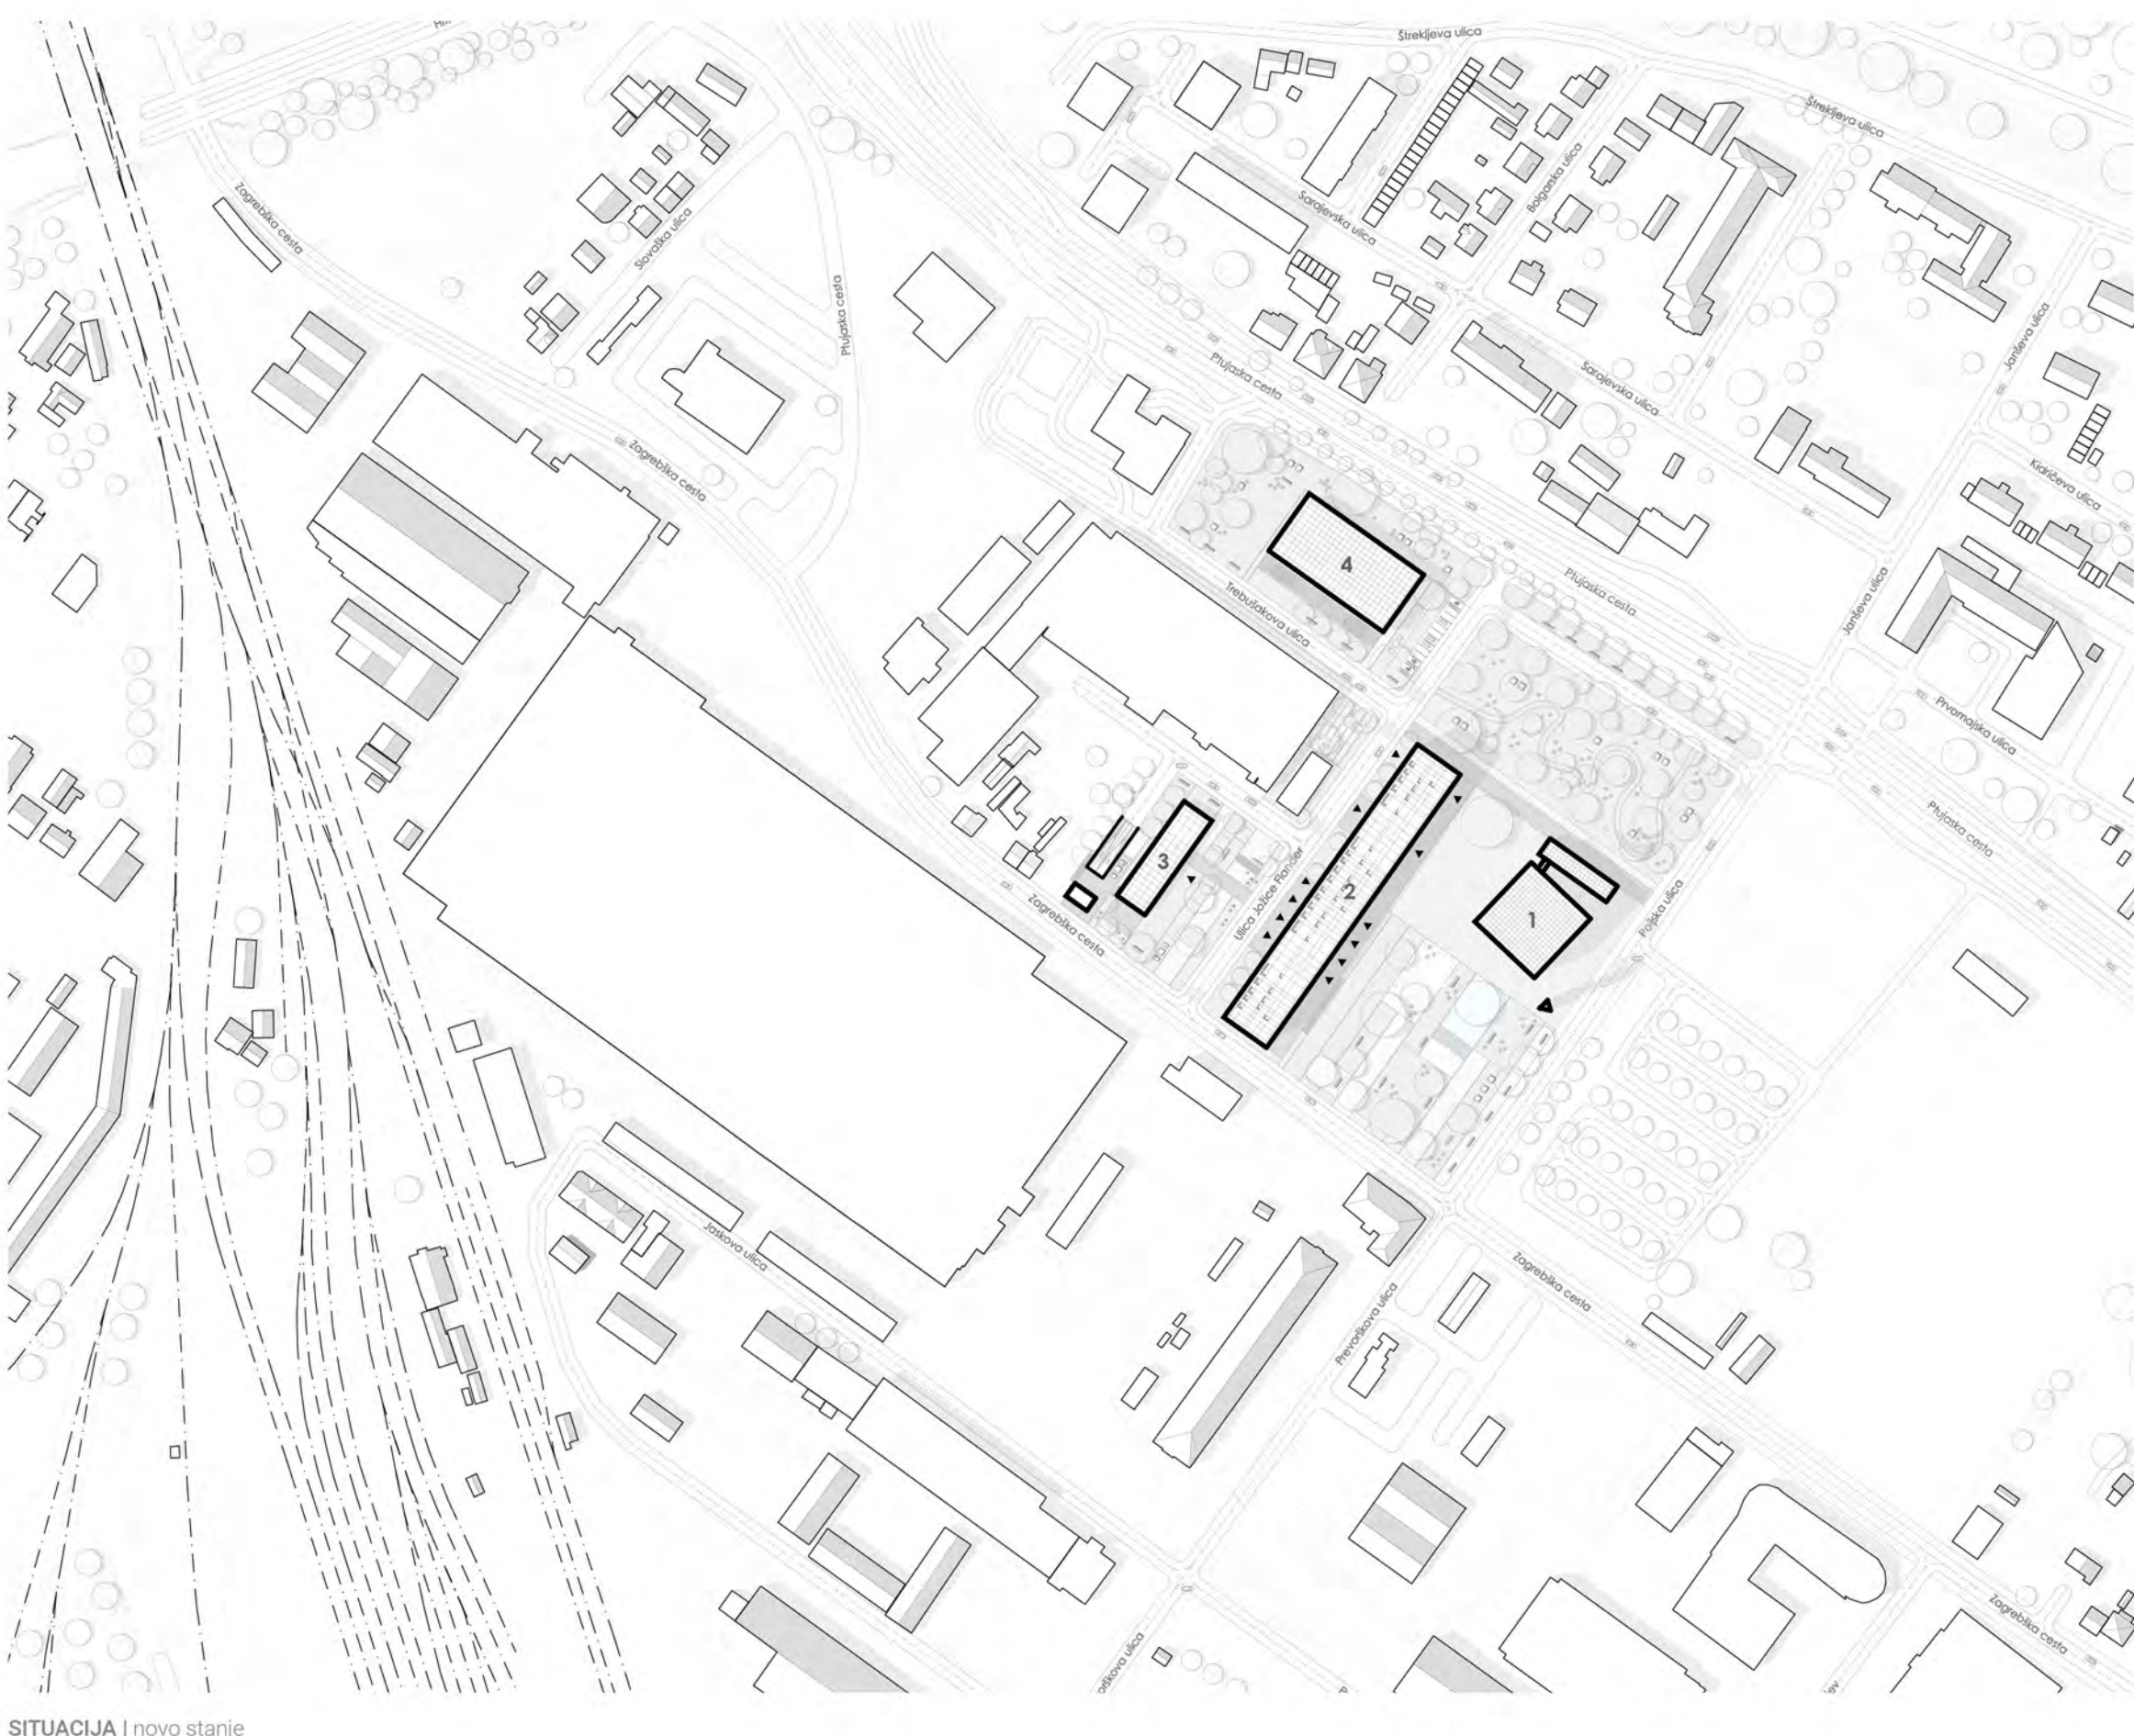 Štrekljeva ulica
Štrekljeva ulica
Zagrebška cesta
Slovaška ulica
Ptujska cesta
Sarajevska ulica
Bolgarska ulica
Janševa ulica
Ptujska cesta
Sarajevska ulica
Zagrebška cesta
Kidričeva ulica
4
Trebušakova ulica
Ptujska cesta
Janševa ulica
Prvomajska ulica
Ptujska cesta
3
2
1
Ulica Jožice Flander
Poljska ulica
Zagrebška cesta
Jaskova ulica
Zagrebška cesta
Prevorškova ulica
orškova ulica
Zagrebška cesta
SITUACIJA | novo stanje